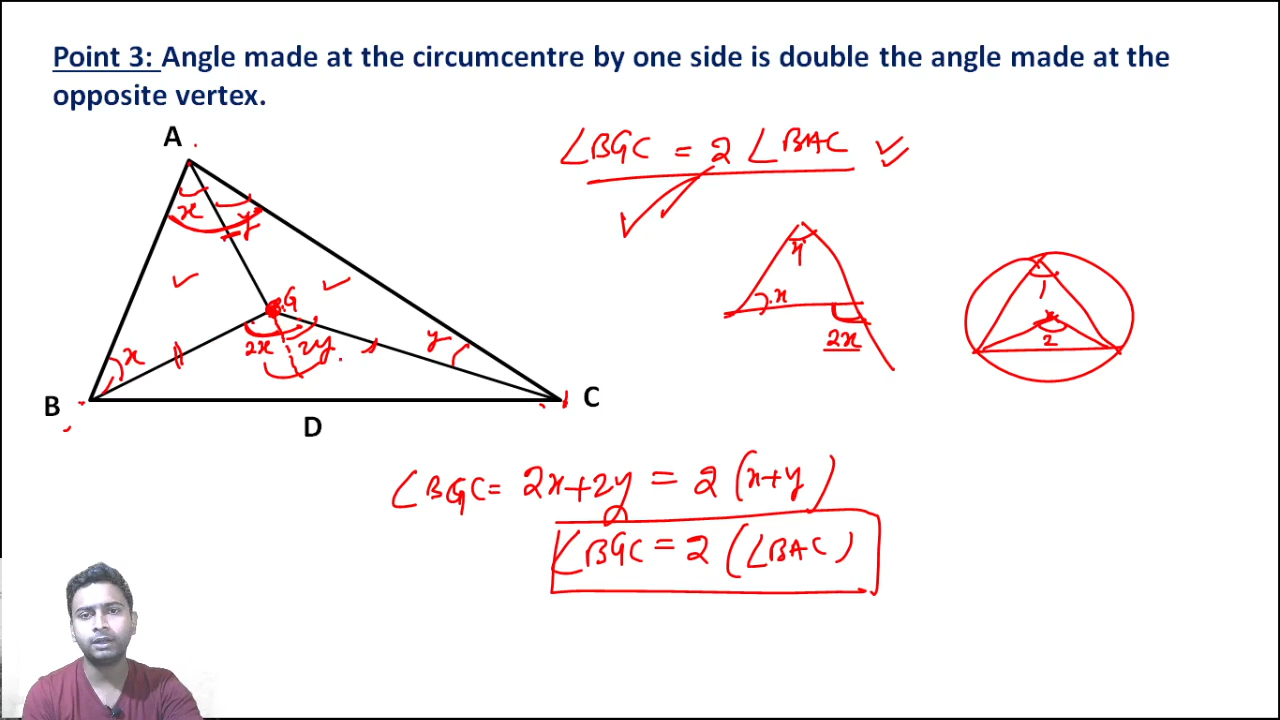 Point 3: Angle made at the circumcentre by one side is double the angle made at the
opposite vertex.
A
∠BGC = 2 ∠BAC
x
y
G
2x
2y
x
y
B
C
D
x
2x
1
2
∠BGC = 2x+2y = 2 (x+y)
∠BGC = 2 (∠BAC)